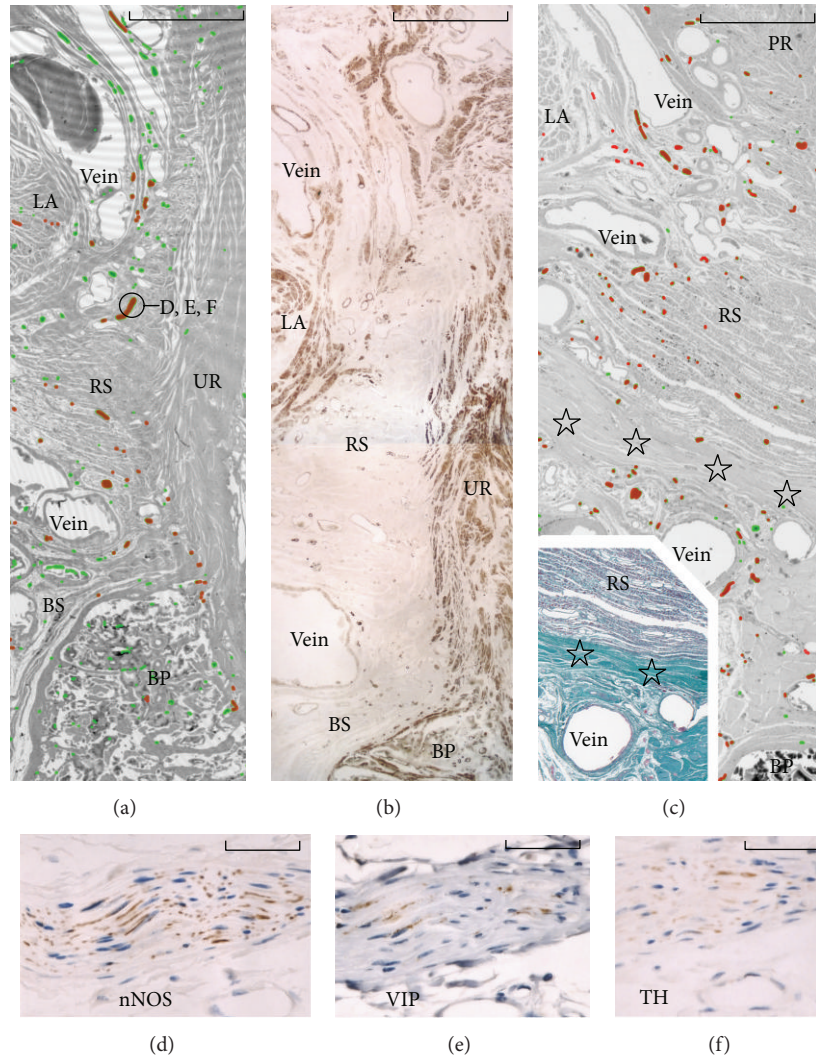 Vein
LA
D, E, F
RS
UR
Vein
BS
BP
(a)
Vein
LA
RS
UR
Vein
BS
BP
(b)
PR
Vein
LA
Vein
RS
Vein
RS
Vein
BP
(c)
nNOS
(d)
VIP
(e)
TH
(f)